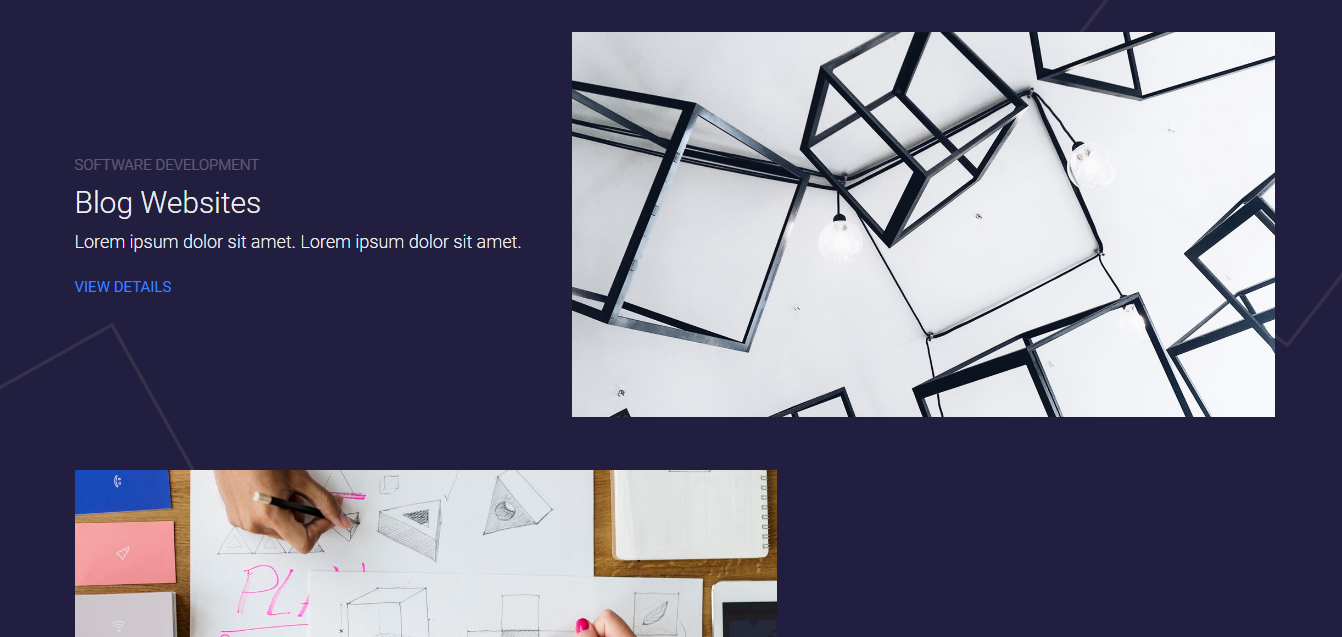 SOFTWARE DEVELOPMENT
Blog Websites
Lorem ipsum dolor sit amet. Lorem ipsum dolor sit amet.
VIEW DETAILS